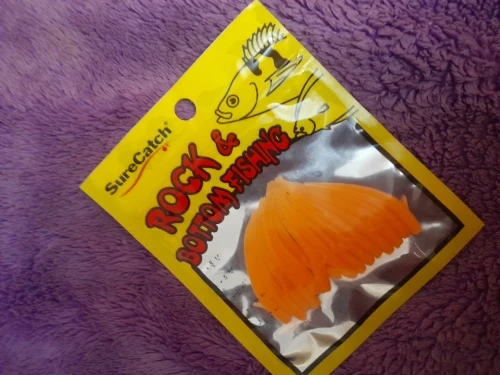 SureCatch®
ROCK &
BOTTOM FISHING